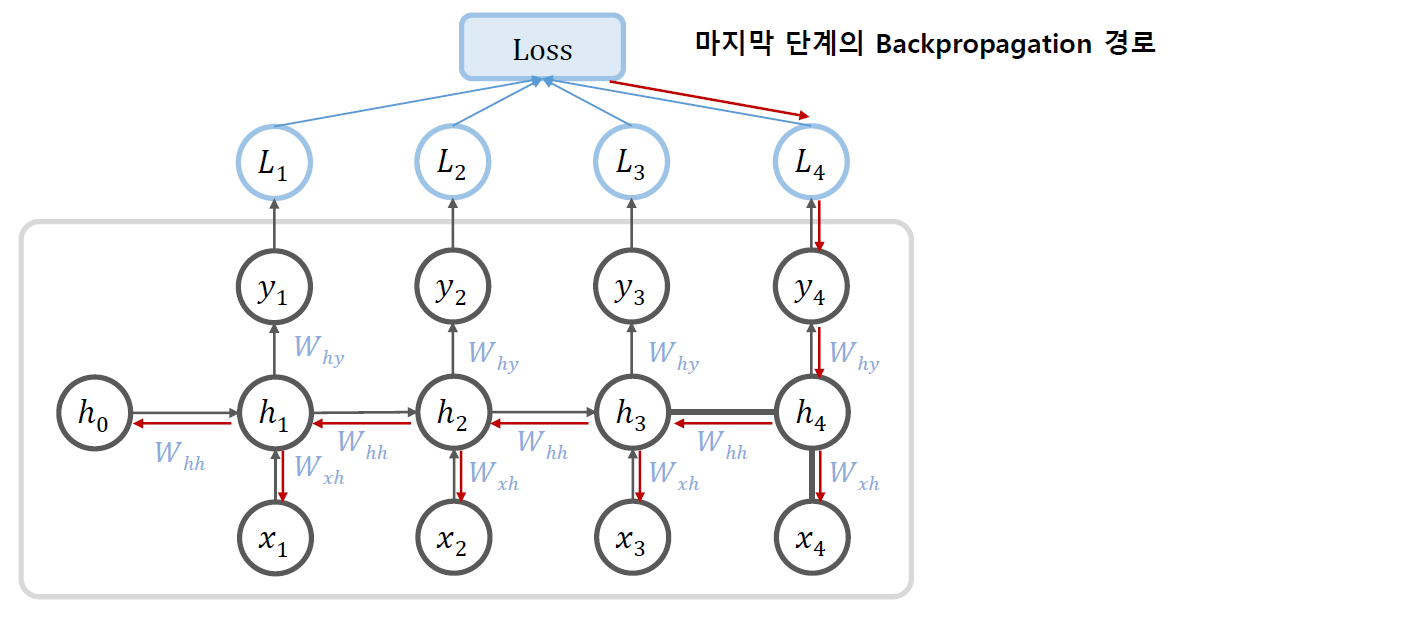 Loss
마지막 단계의 Backpropagation 경로
L1 L2 L3 L4
y1 y2 y3 y4
Why Why Why Why
h0 h1 h2 h3 h4
Whh Whh Whh Whh
Wxh Wxh Wxh Wxh
x1 x2 x3 x4